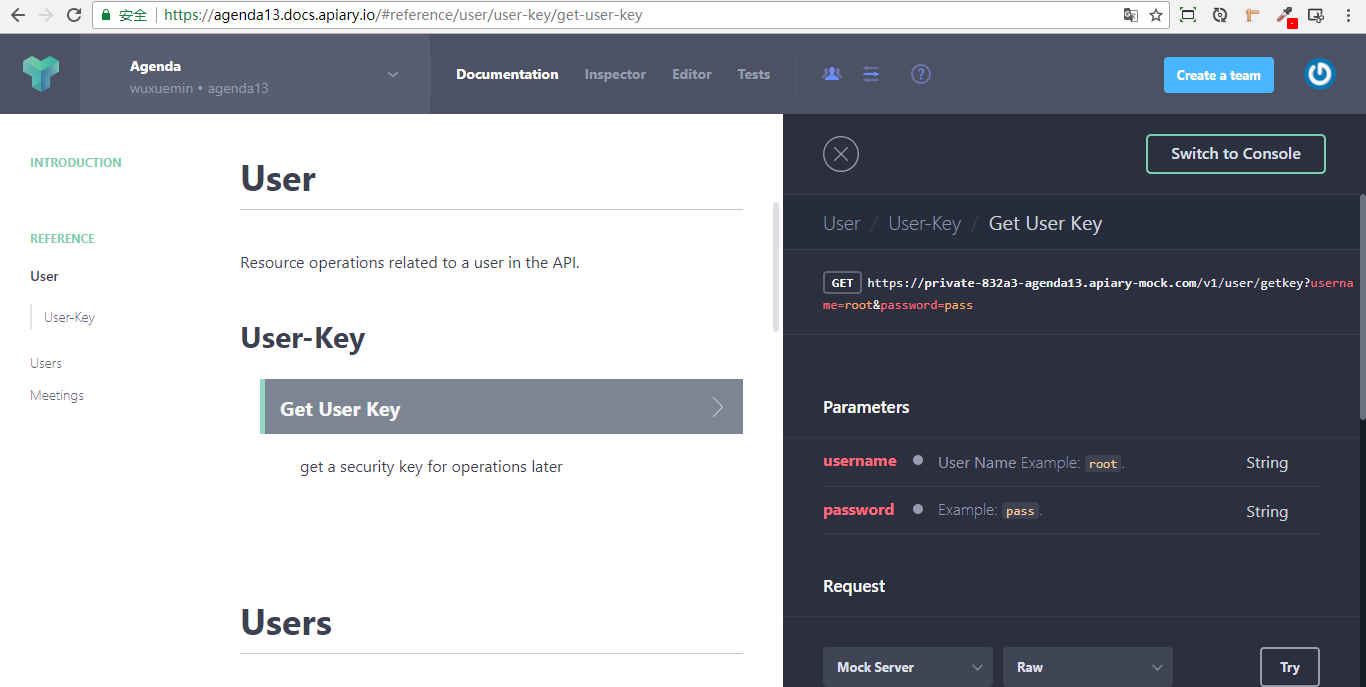 安全 https://agenda13.docs.apiary.io/#reference/user/user-key/get-user-key
Agenda
wuxuemin • agenda13
Documentation Inspector Editor Tests
?
Create a team
INTRODUCTION
REFERENCE
User
User-Key
Users
Meetings
User
Resource operations related to a user in the API.
User-Key
Get User Key
get a security key for operations later
Users
Switch to Console
User / User-Key / Get User Key
GET https://private-832a3-agenda13.apiary-mock.com/v1/user/getkey?userna
me=root&password=pass
Parameters
username User Name Example: root. String
password Example: pass. String
Request
Mock Server Raw Try